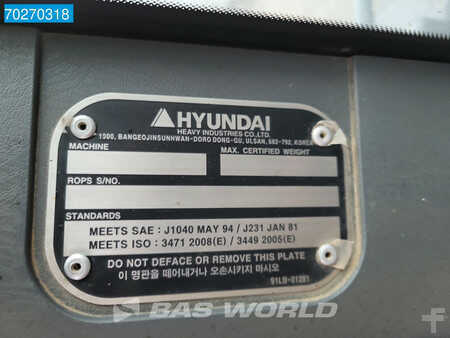 70270318
HYUNDAI
HEAVY INDUSTRIES CO.,LTD.
1000, BANGEOJINSUNHWAN-DORO DONG-GU, ULSAN, 682-792, KOREA
MACHINE
MAX. CERTIFIED WEIGHT
ROPS S/NO.
STANDARDS
MEETS SAE : J1040 MAY 94 / J231 JAN 81
MEETS ISO : 3471 2008(E) / 3449 2005(E)
DO NOT DEFACE OR REMOVE THIS PLATE
이 명판을 떼어내거나 오손시키지 마시오
91LB-01281
BAS WORLD